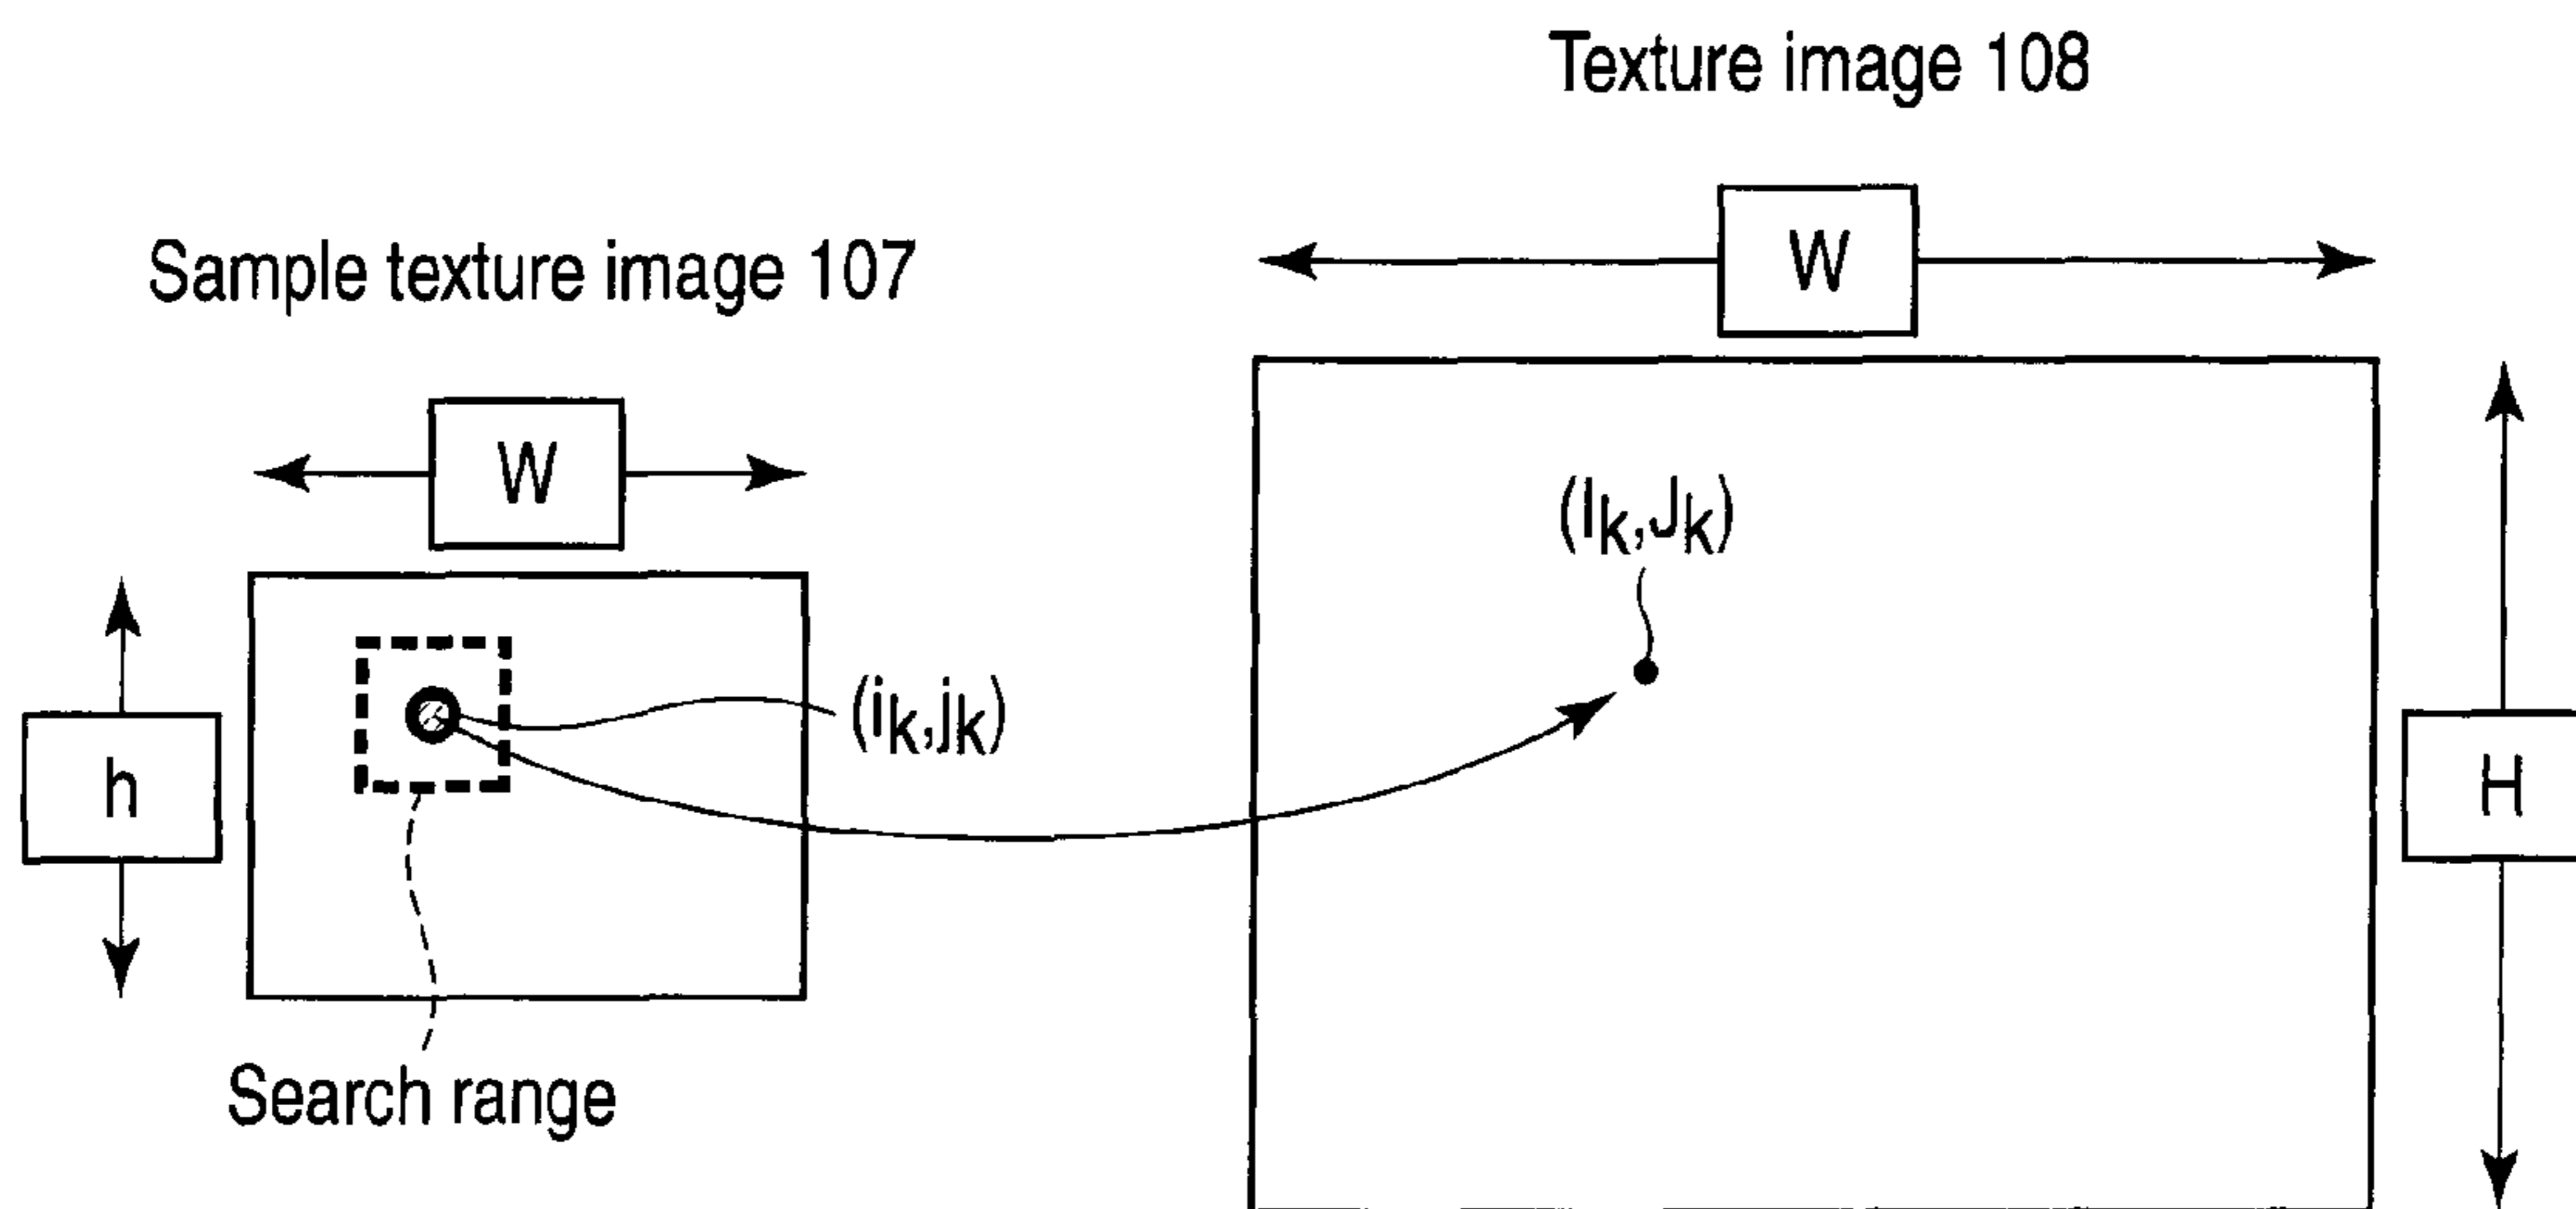 Texture image 108
W
Sample texture image 107
W
(Ik,Jk)
(ik,jk)
h
H
Search range